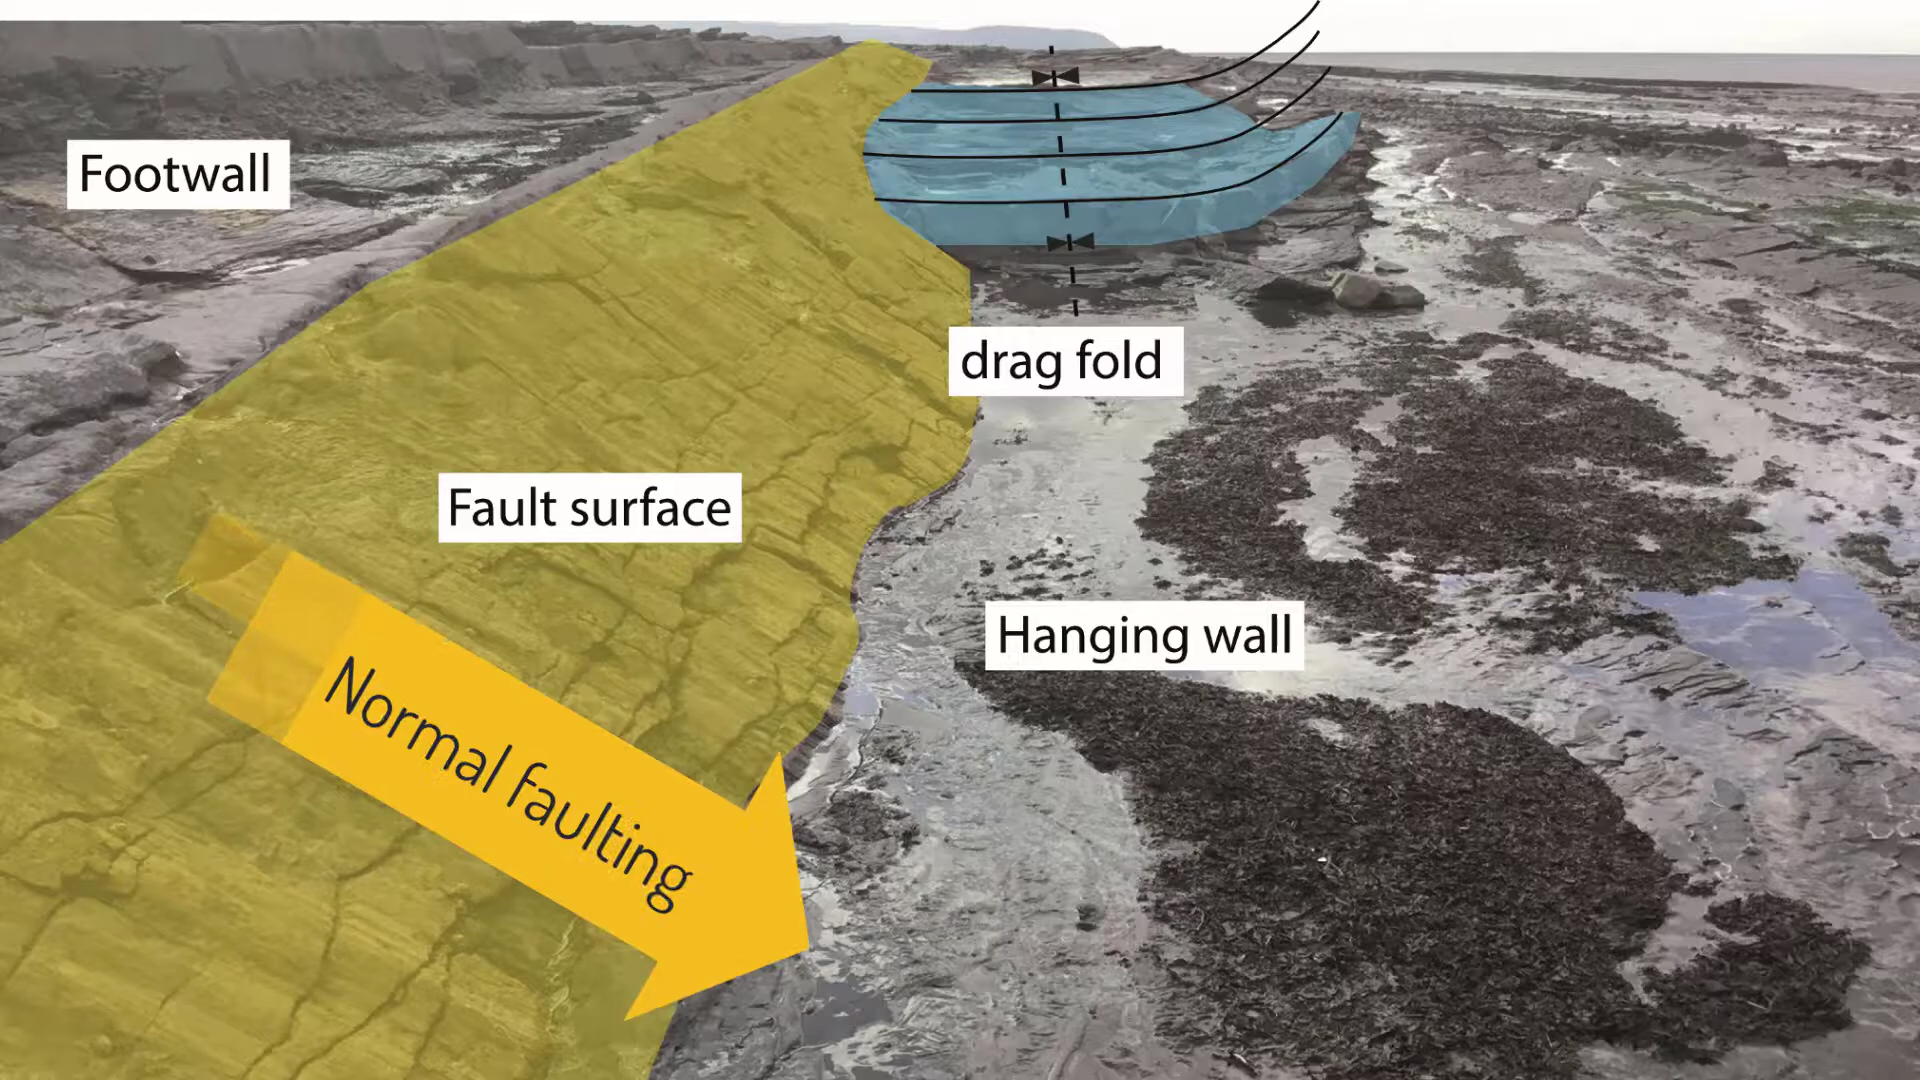 Footwall
drag fold
Fault surface
Hanging wall
Normal faulting